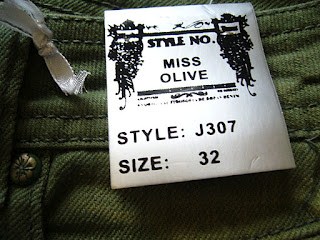 STYLE NO.
MISS
OLIVE
STYLE: J307
SIZE: 32